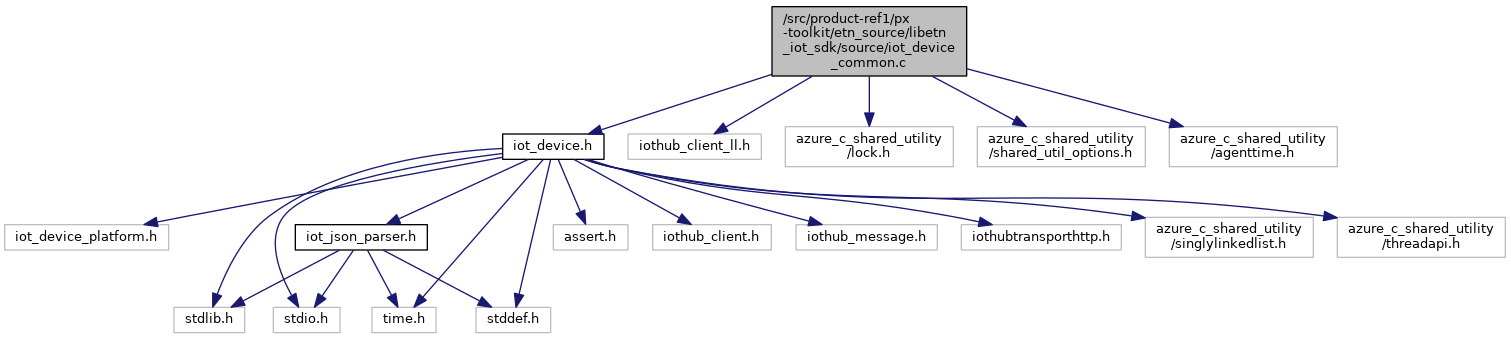 /src/product-ref1/px
-toolkit/etn_source/libetn
_iot_sdk/source/iot_device
_common.c
iot_device.h
iothub_client_ll.h
azure_c_shared_utility
/lock.h
azure_c_shared_utility
/shared_util_options.h
azure_c_shared_utility
/agenttime.h
iot_device_platform.h
iot_json_parser.h
assert.h
iothub_client.h
iothub_message.h
iothubtransporthttp.h
azure_c_shared_utility
/singlylinkedlist.h
azure_c_shared_utility
/threadapi.h
stdlib.h
stdio.h
time.h
stddef.h